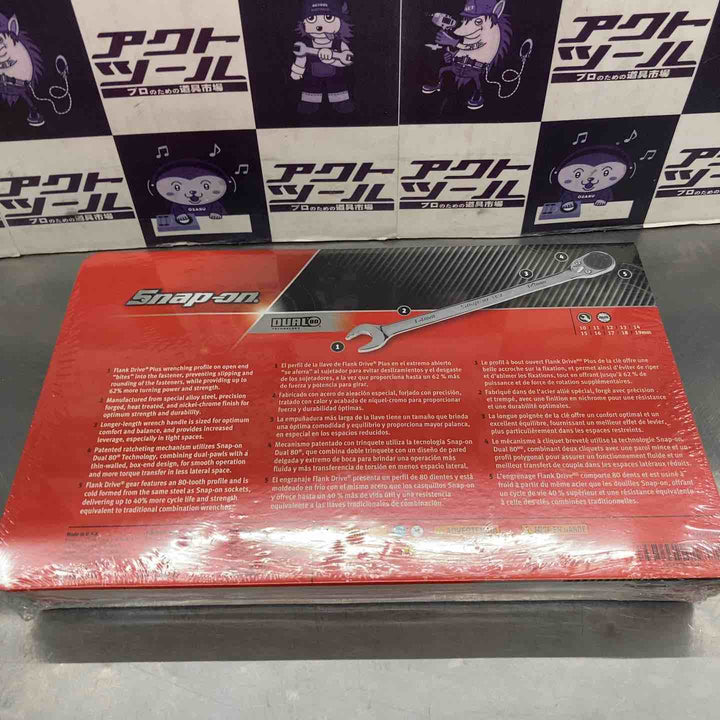 アクト
ツール
プロのための道具市場
アクト
ツール
プロのための道具市場
アクト
ツール
プロのための道具市場
OZARU
アクト
ツール
プロのための道具市場
OZARU
アクト
ツール
Snap-on
DUAL 80
TECHNOLOGY
1
2
3
4
5
14mm
Snap-on
10 11 12 13 14
15 16 17 18 19mm
1 Flank Drive® Plus wrenching profile on open end
"bites" into the fastener, preventing slipping and
rounding of the fasteners, while providing up to
62% more turning power and strength.
2 Manufactured from special alloy steel, precision
forged, heat treated, and nickel-chrome finish for
optimum strength and durability.
3 Longer-length wrench handle is sized for optimum
comfort and balance, and provides increased
leverage, especially in tight spaces.
4 Patented ratcheting mechanism utilizes Snap-on
Dual 80® Technology, combining dual-pawls with a
thin-walled, box-end design, for smooth operation
and more torque transfer in less lateral space.
5 Flank Drive® gear features an 80-tooth profile and is
cold formed from the same steel as Snap-on sockets,
delivering up to 40% more cycle life and strength
equivalent to traditional combination wrenches.
1 El perfil de la llave de Flank Drive® Plus en el extremo abierto
"se aferra" al sujetador para evitar deslizamientos y el desgaste
de los sujetadores, a la vez que proporciona hasta un 62 % más
de fuerza y potencia para girar.
2 Fabricado con acero de aleación especial, forjado con precisión,
tratado con calor y acabado de níquel-cromo para proporcionar
fuerza y durabilidad óptimas.
3 La empuñadura más larga de la llave tiene un tamaño que brinda
una óptima comodidad y equilibrio y proporciona mayor palanca,
en especial en los espacios reducidos.
4 Mecanismo patentado con trinquete utiliza la tecnología Snap-on
Dual 80®, que combina doble trinquete con un diseño de pared
delgada y extremo de boca para brindar una operación más
fluida y más transferencia de torsión en menos espacio lateral.
5 El engranaje Flank Drive® presenta un perfil de 80 dientes y está
moldeado en frío con el mismo acero que los casquillos Snap-on
y ofrece hasta un 40 % más de vida útil y una resistencia
equivalente a las llaves tradicionales de combinación.
1 Le profil à bout ouvert Flank Drive® Plus de la clé offre une
belle accroche sur la fixation, et permet ainsi d'éviter de riper
et d'abîmer les fixations, tout en offrant jusqu'à 62 % de
puissance et de force de rotation supplémentaires.
2 Fabriqué dans de l'acier allié spécial, forgé avec précision
et trempé, avec une finition en nichrome pour une résistance
et une durabilité optimales.
3 La longue poignée de la clé offre un confort optimal et un
excellent équilibre, fournissant un meilleur effet de levier,
plus particulièrement dans les espaces restreints.
4 Le mécanisme à cliquet breveté utilise la technologie Snap-on,
Dual 80®, combinant deux cliquets avec une paroi mince et un
profil polygonal pour assurer un fonctionnement fluide et un
meilleur transfert de couple dans les espaces latéraux réduits.
5 L'engrenage Flank Drive® comporte 80 dents et est formé à
froid à partir du même acier que les douilles Snap-on, offrant
un cycle de vie 40 % supérieur et une résistance équivalente
à celle des clés combinées traditionnelles.
Made in U.S.A.